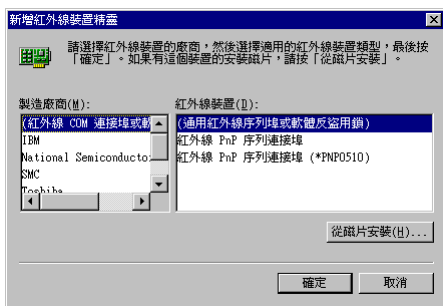 新增紅外線裝置精靈
請選擇紅外線裝置的廠商，然後選擇適用的紅外線裝置類型，最後按
「確定」。如果有這個裝置的安裝磁片，請按「從磁片安裝」。
製造廠商(M):
紅外線裝置(D):
(紅外線 COM 連接埠或軟
IBM
National Semiconducto
SMC
Toshiba
(通用紅外線序列埠或軟體反盜用鎖)
紅外線 PnP 序列連接埠
紅外線 PnP 序列連接埠 (*PNP0510)
從磁片安裝(H)...
確定
取消